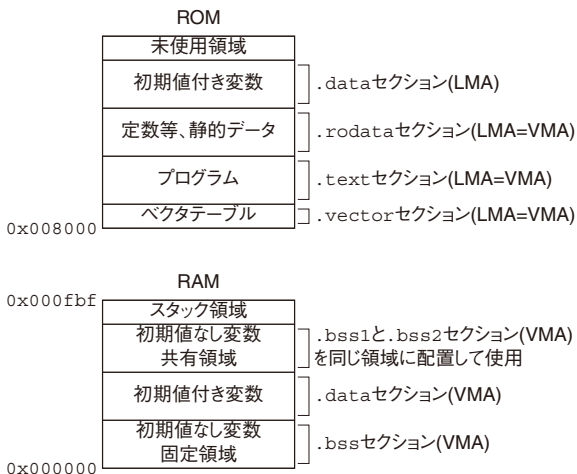 ROM
未使用領域
初期値付き変数 .dataセクション(LMA)
定数等、静的データ .rodataセクション(LMA=VMA)
プログラム .textセクション(LMA=VMA)
ベクタテーブル .vectorセクション(LMA=VMA)
0x008000
RAM
0x000fbf
スタック領域
初期値なし変数 .bss1と.bss2セクション(VMA)
共有領域 を同じ領域に配置して使用
初期値付き変数 .dataセクション(VMA)
初期値なし変数
固定領域 .bssセクション(VMA)
0x000000